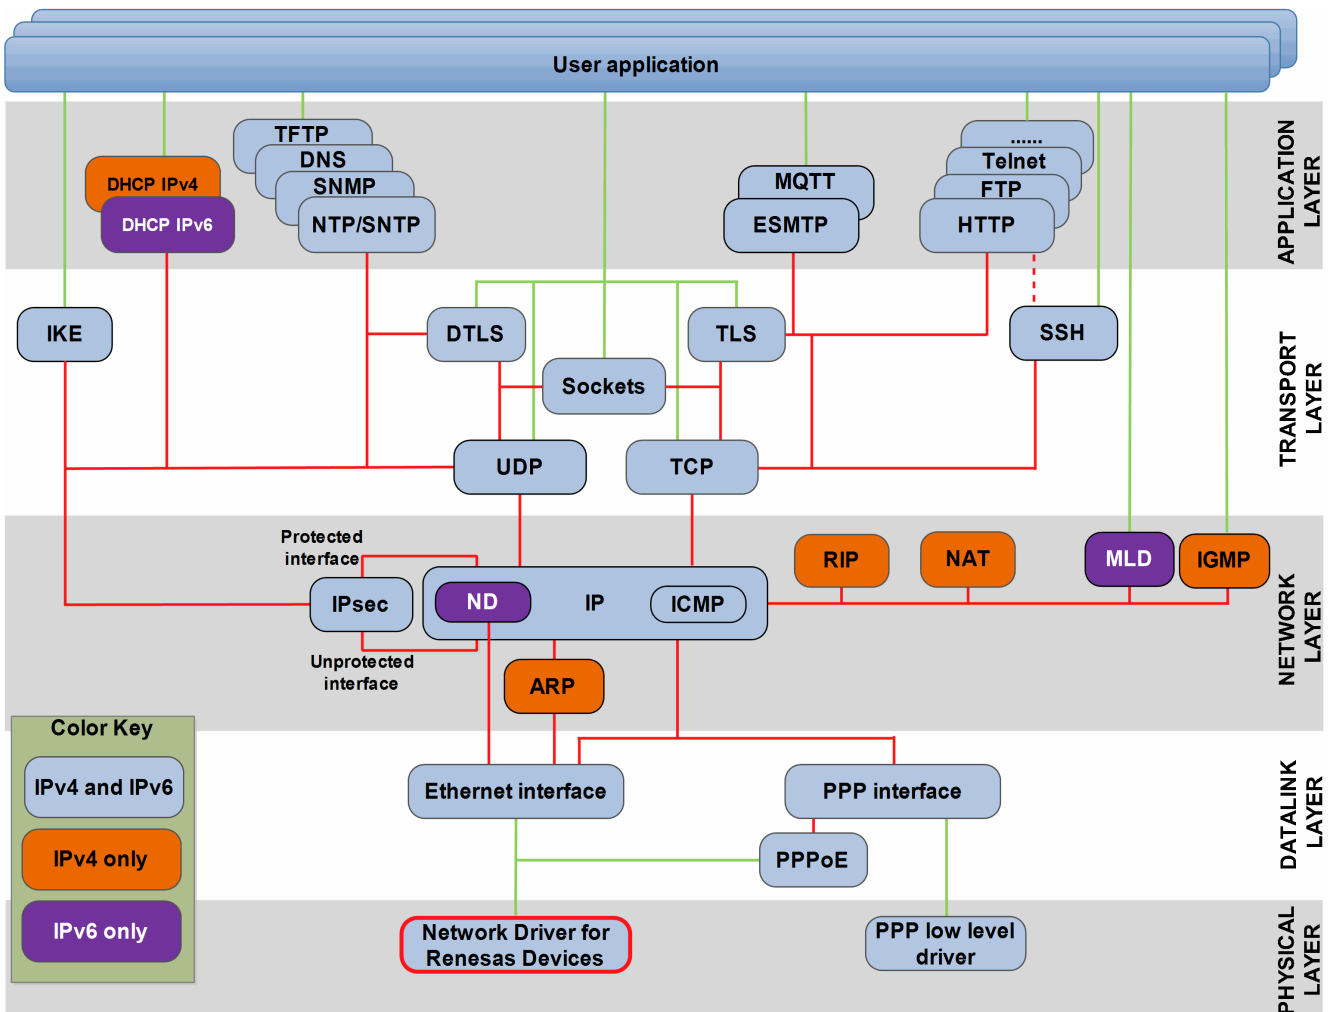 User application
TFTP
DNS
SNMP
NTP/SNTP
DHCP IPv4
DHCP IPv6
MQTT
ESMTP
......
Telnet
FTP
HTTP
APPLICATION
LAYER
IKE
DTLS
TLS
SSH
Sockets
UDP
TCP
TRANSPORT
LAYER
Protected
interface
IPsec
ND
IP
ICMP
RIP
NAT
MLD
IGMP
Unprotected
interface
ARP
NETWORK
LAYER
Color Key
IPv4 and IPv6
IPv4 only
IPv6 only
Ethernet interface
PPP interface
PPPoE
DATALINK
LAYER
Network Driver for
Renesas Devices
PPP low level
driver
PHYSICAL
LAYER